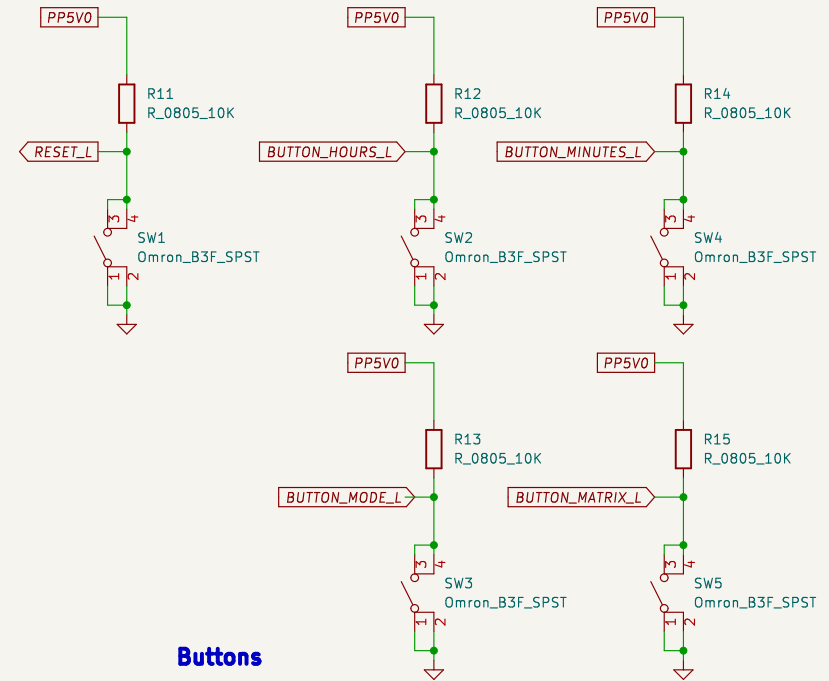 PP5V0
R11
R_0805_10K
RESET_L
3
4
SW1
Omron_B3F_SPST
1
2
PP5V0
R12
R_0805_10K
BUTTON_HOURS_L
3
4
SW2
Omron_B3F_SPST
1
2
PP5V0
R14
R_0805_10K
BUTTON_MINUTES_L
3
4
SW4
Omron_B3F_SPST
1
2
PP5V0
R13
R_0805_10K
BUTTON_MODE_L
3
4
SW3
Omron_B3F_SPST
1
2
PP5V0
R15
R_0805_10K
BUTTON_MATRIX_L
3
4
SW5
Omron_B3F_SPST
1
2
Buttons